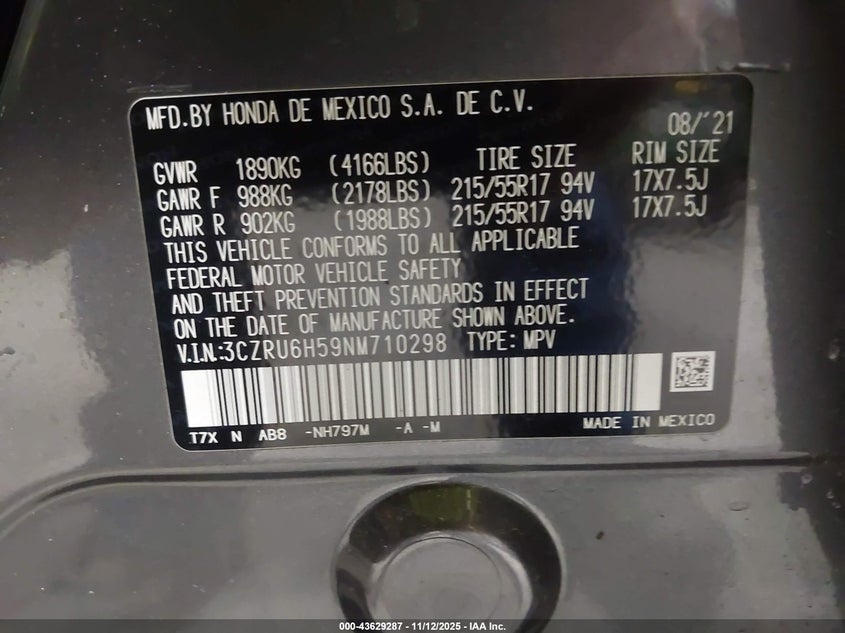 MFD.BY HONDA DE MEXICO S.A. DE C.V.
08/'21
GVWR 1890KG (4166LBS) TIRE SIZE RIM SIZE
GAWR F 988KG (2178LBS) 215/55R17 94V 17X7.5J
GAWR R 902KG (1988LBS) 215/55R17 94V 17X7.5J
THIS VEHICLE CONFORMS TO ALL APPLICABLE
FEDERAL MOTOR VEHICLE SAFETY
AND THEFT PREVENTION STANDARDS IN EFFECT
ON THE DATE OF MANUFACTURE SHOWN ABOVE.
V.I.N.:3CZRU6H59NM710298 TYPE: MPV
T7X N AB8 -NH797M -A -M MADE IN MEXICO
000-43629287 - 11/12/2025 - IAA Inc.